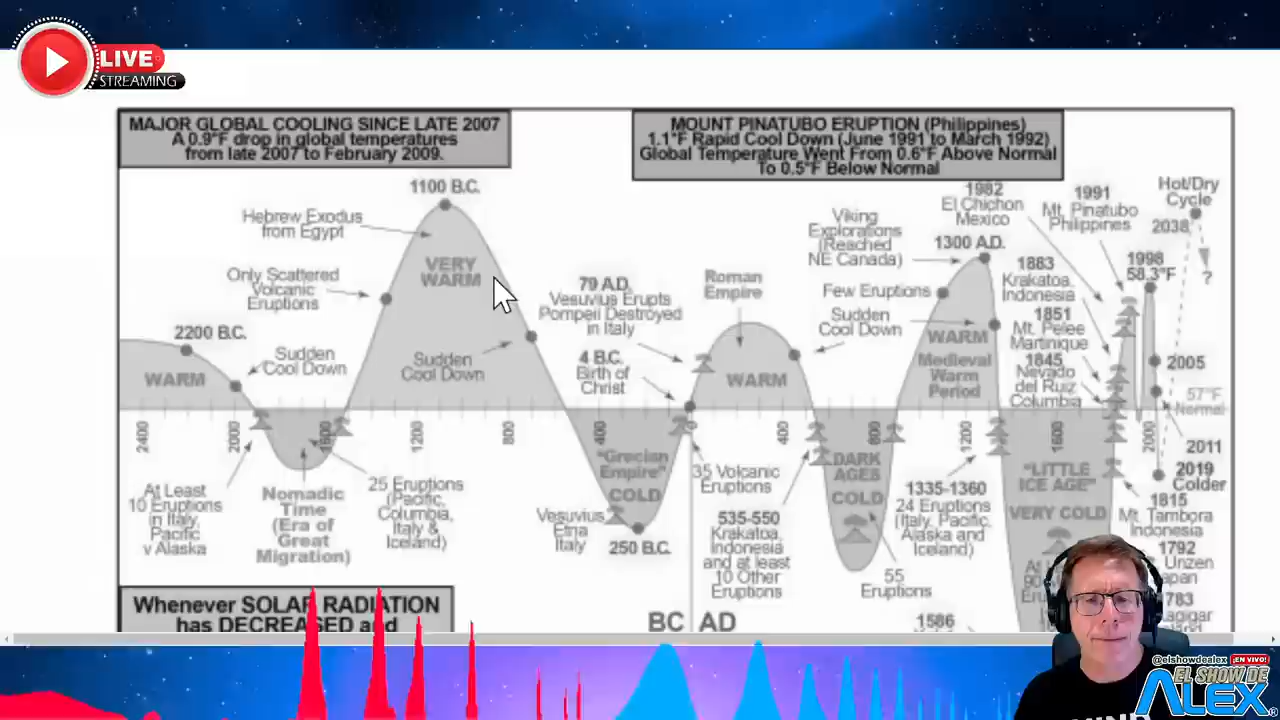 LIVE
STREAMING
MAJOR GLOBAL COOLING SINCE LATE 2007
A 0.9°F drop in global temperatures
from late 2007 to February 2009.
MOUNT PINATUBO ERUPTION (Philippines)
1.1°F Rapid Cool Down (June 1991 to March 1992)
Global Temperature Went From 0.6°F Above Normal
To 0.5°F Below Normal
1100 B.C.
Hebrew Exodus
from Egypt
VERY
WARM
Only Scattered
Volcanic
Eruptions
2200 B.C.
Sudden
Cool Down
WARM
Sudden
Cool Down
79 A.D.
Vesuvius Erupts
Pompeii Destroyed
in Italy
4 B.C.
Birth of
Christ
Roman
Empire
WARM
Viking
Explorations
(Reached
NE Canada)
Few Eruptions
Sudden
Cool Down
1300 A.D.
WARM
Medieval
Warm
Period
1982
El Chichon
Mexico
1991
Mt. Pinatubo
Philippines
Hot/Dry
Cycle
2038
?
1998
58.3°F
1883
Krakatoa,
Indonesia
1851
Mt. Pelee
Martinique
1845
Nevado
del Ruiz
Columbia
2005
57°F
Normal
2011
2019
Colder
2400
2000
1600
1200
800
400
400
800
1200
1600
2000
At Least
10 Eruptions
in Italy,
Pacific
v Alaska
Nomadic
Time
(Era of
Great
Migration)
25 Eruptions
(Pacific,
Columbia,
Italy &
Iceland)
"Grecian
Empire"
COLD
Vesuvius
Etna
Italy
250 B.C.
35 Volcanic
Eruptions
535-550
Krakatoa,
Indonesia
and at least
10 Other
Eruptions
DARK
AGES
COLD
55
Eruptions
1335-1360
24 Eruptions
(Italy, Pacific,
Alaska and
Iceland)
"LITTLE
ICE AGE"
VERY COLD
1815
Mt. Tambora
Indonesia
1792
Unzen
1586
BC AD
Whenever SOLAR RADIATION
has DECREASED and
@elshowdealex ¡EN VIVO!
EL SHOW DE
ALEX